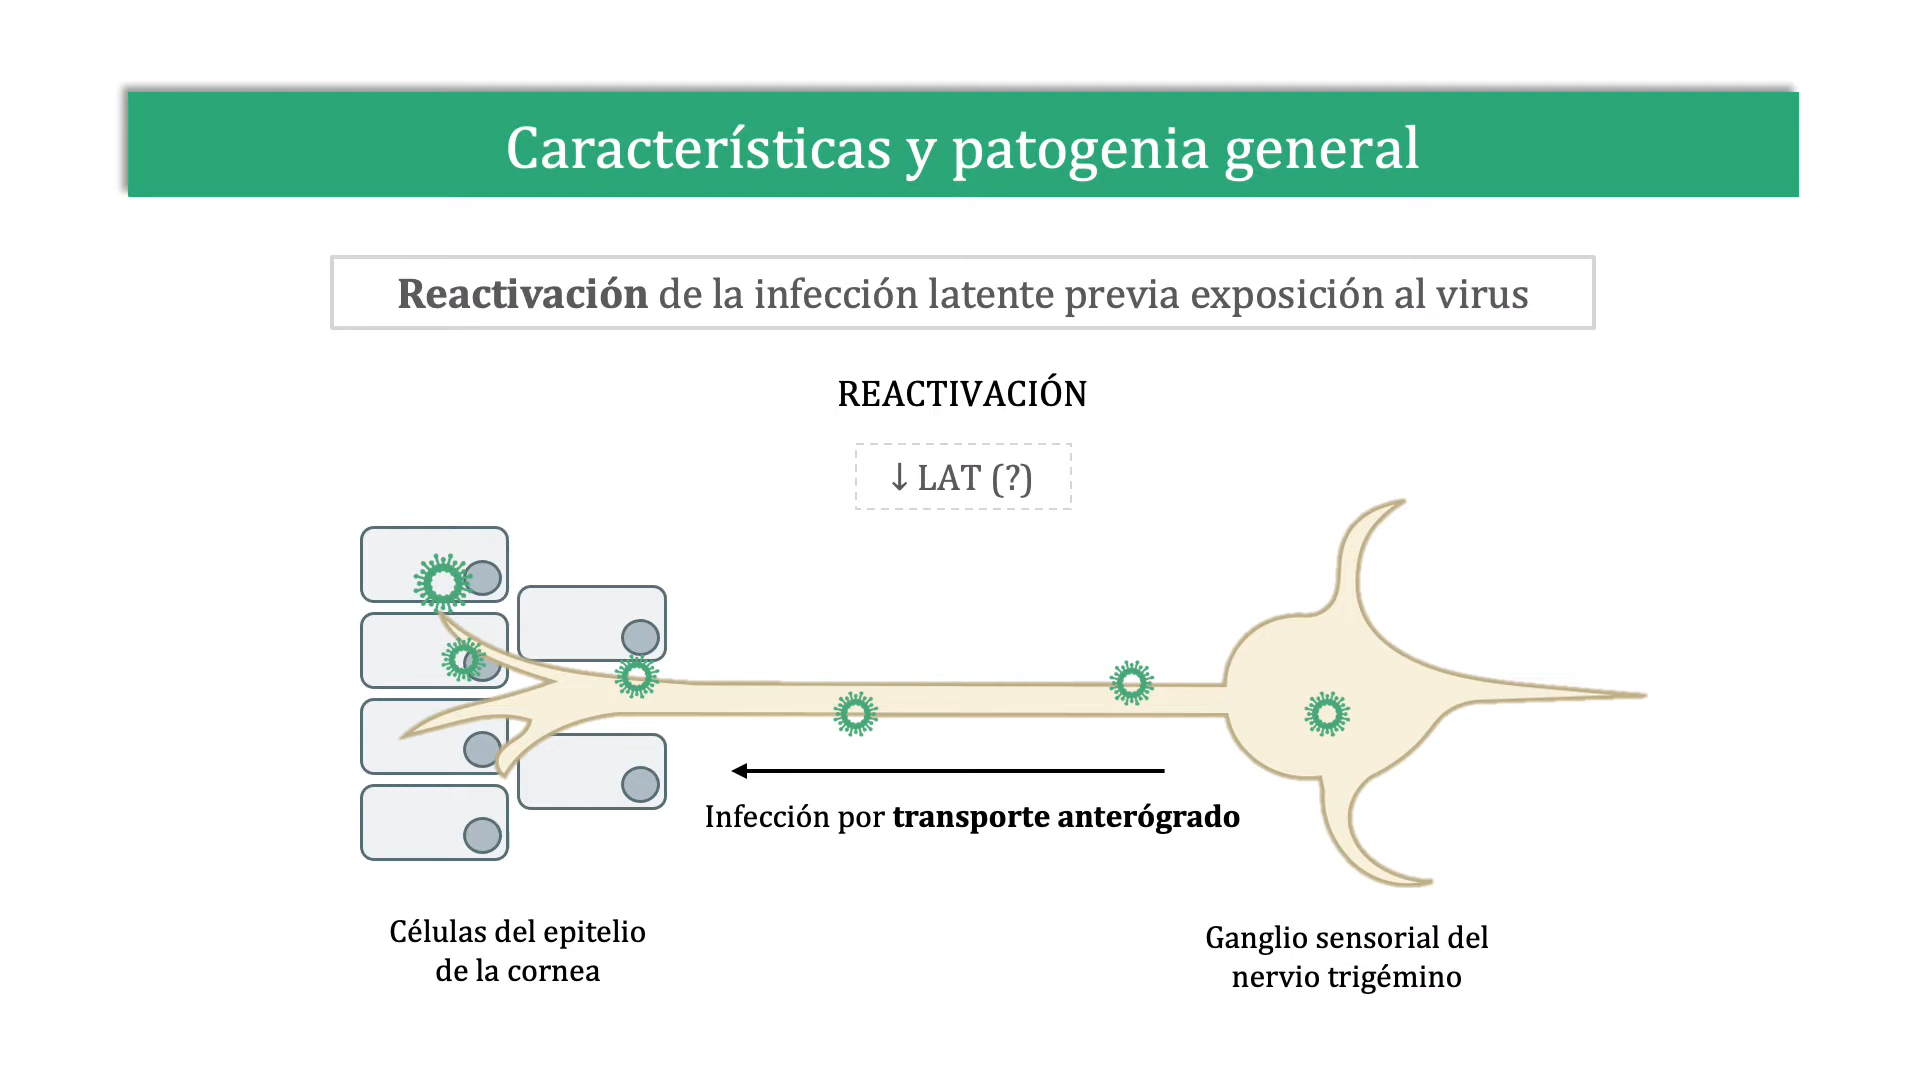 Características y patogenia general
Reactivación de la infección latente previa exposición al virus
REACTIVACIÓN
↓ LAT (?)
Infección por transporte anterógrado
Células del epitelio
de la cornea
Ganglio sensorial del
nervio trigémino